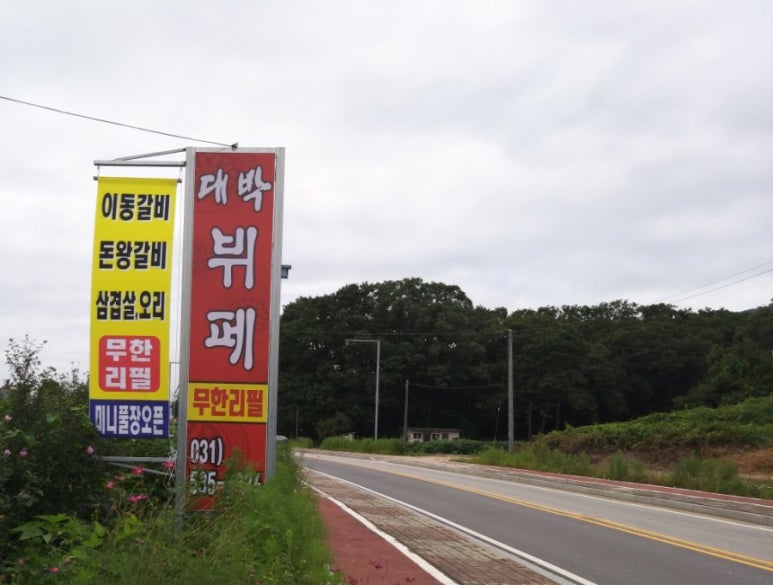 이동갈비
돈왕갈비
삼겹살,오리
무한
리필
미니풀장오픈
대박
뷔페
무한리필
031)